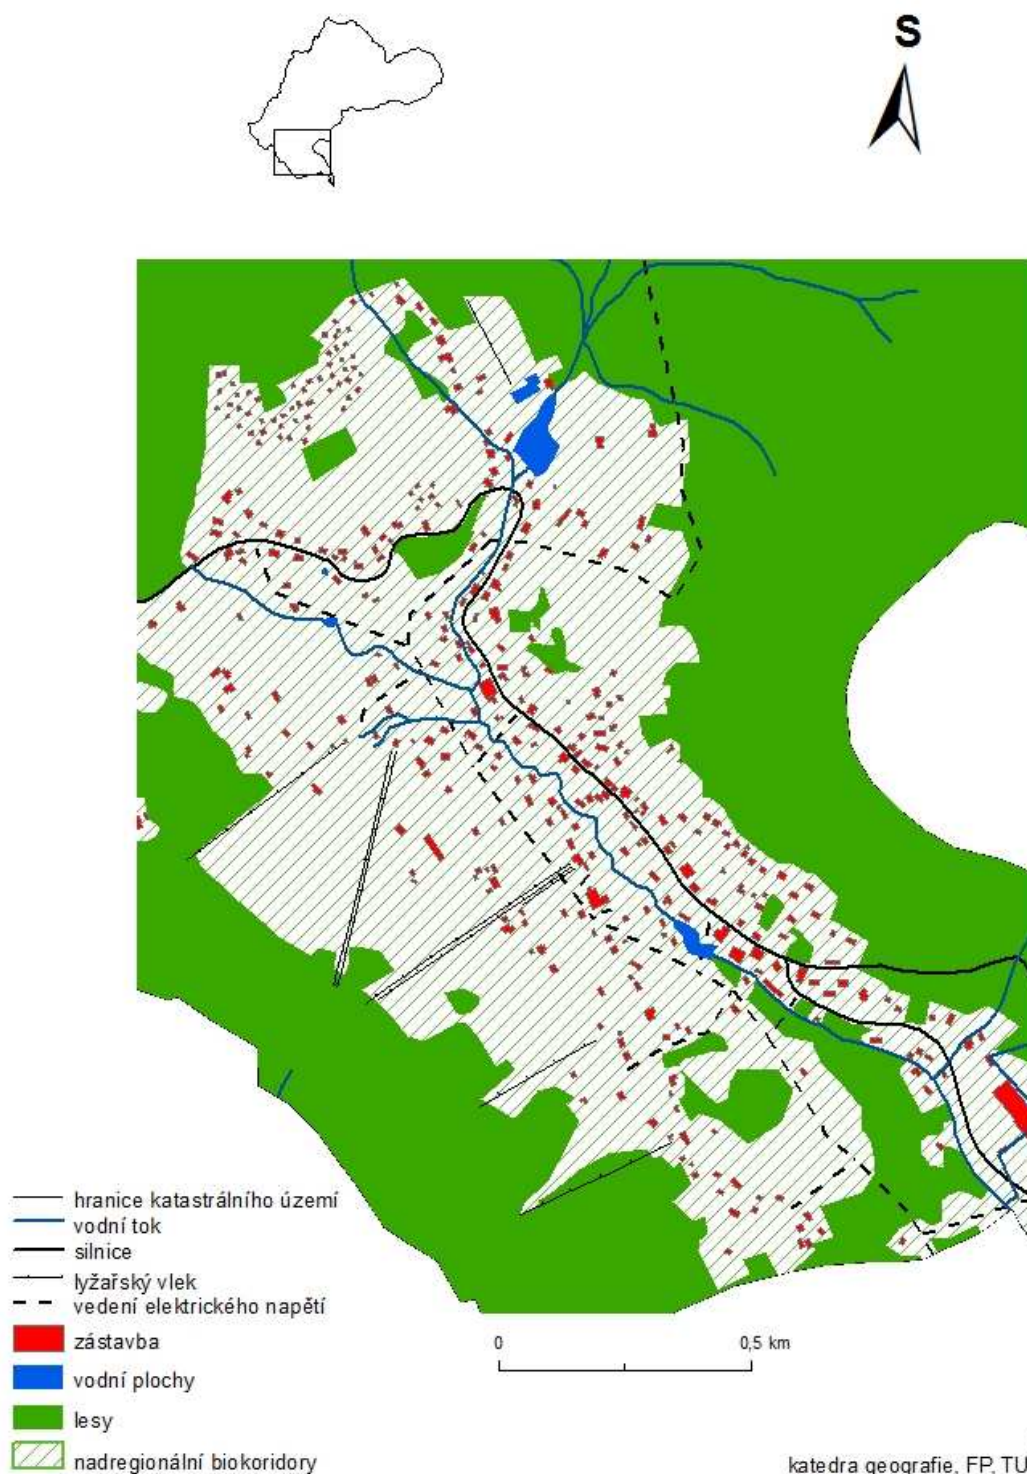 S
hranice katastrálního území
vodní tok
silnice
lyžařský vlek
vedení elektrického napětí
zástavba
vodní plochy
lesy
nadregionální biokoridory
0 0,5 km
katedra geografie, FP, TU